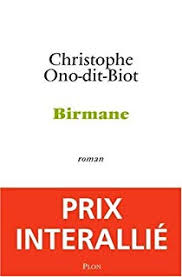 Christophe
Ono-dit-Biot
Birmane
roman
PRIX
INTERALLIÉ
PLON